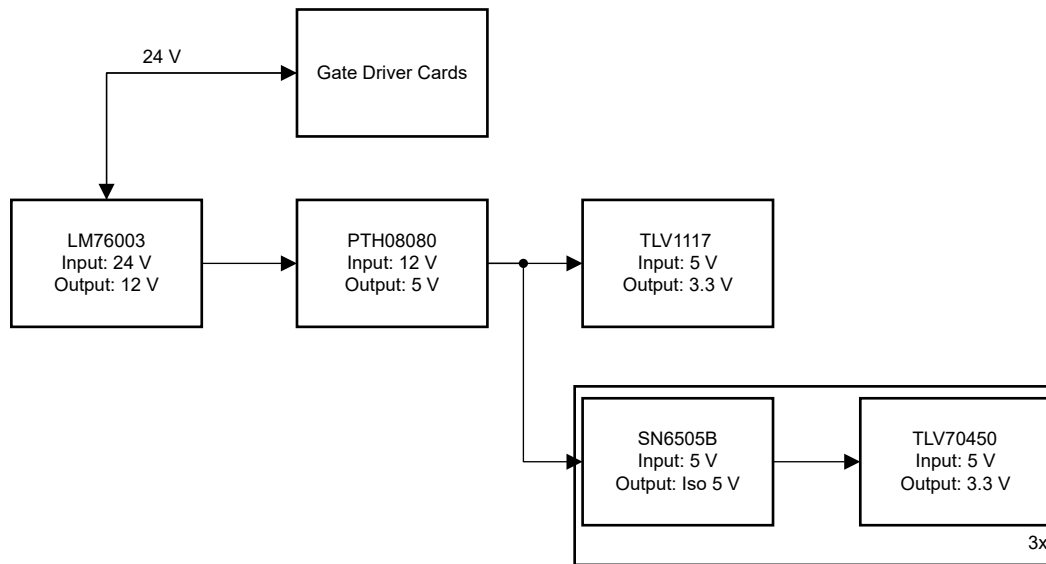 24 V
Gate Driver Cards
LM76003
Input: 24 V
Output: 12 V
PTH08080
Input: 12 V
Output: 5 V
TLV1117
Input: 5 V
Output: 3.3 V
SN6505B
Input: 5 V
Output: Iso 5 V
TLV70450
Input: 5 V
Output: 3.3 V
3x